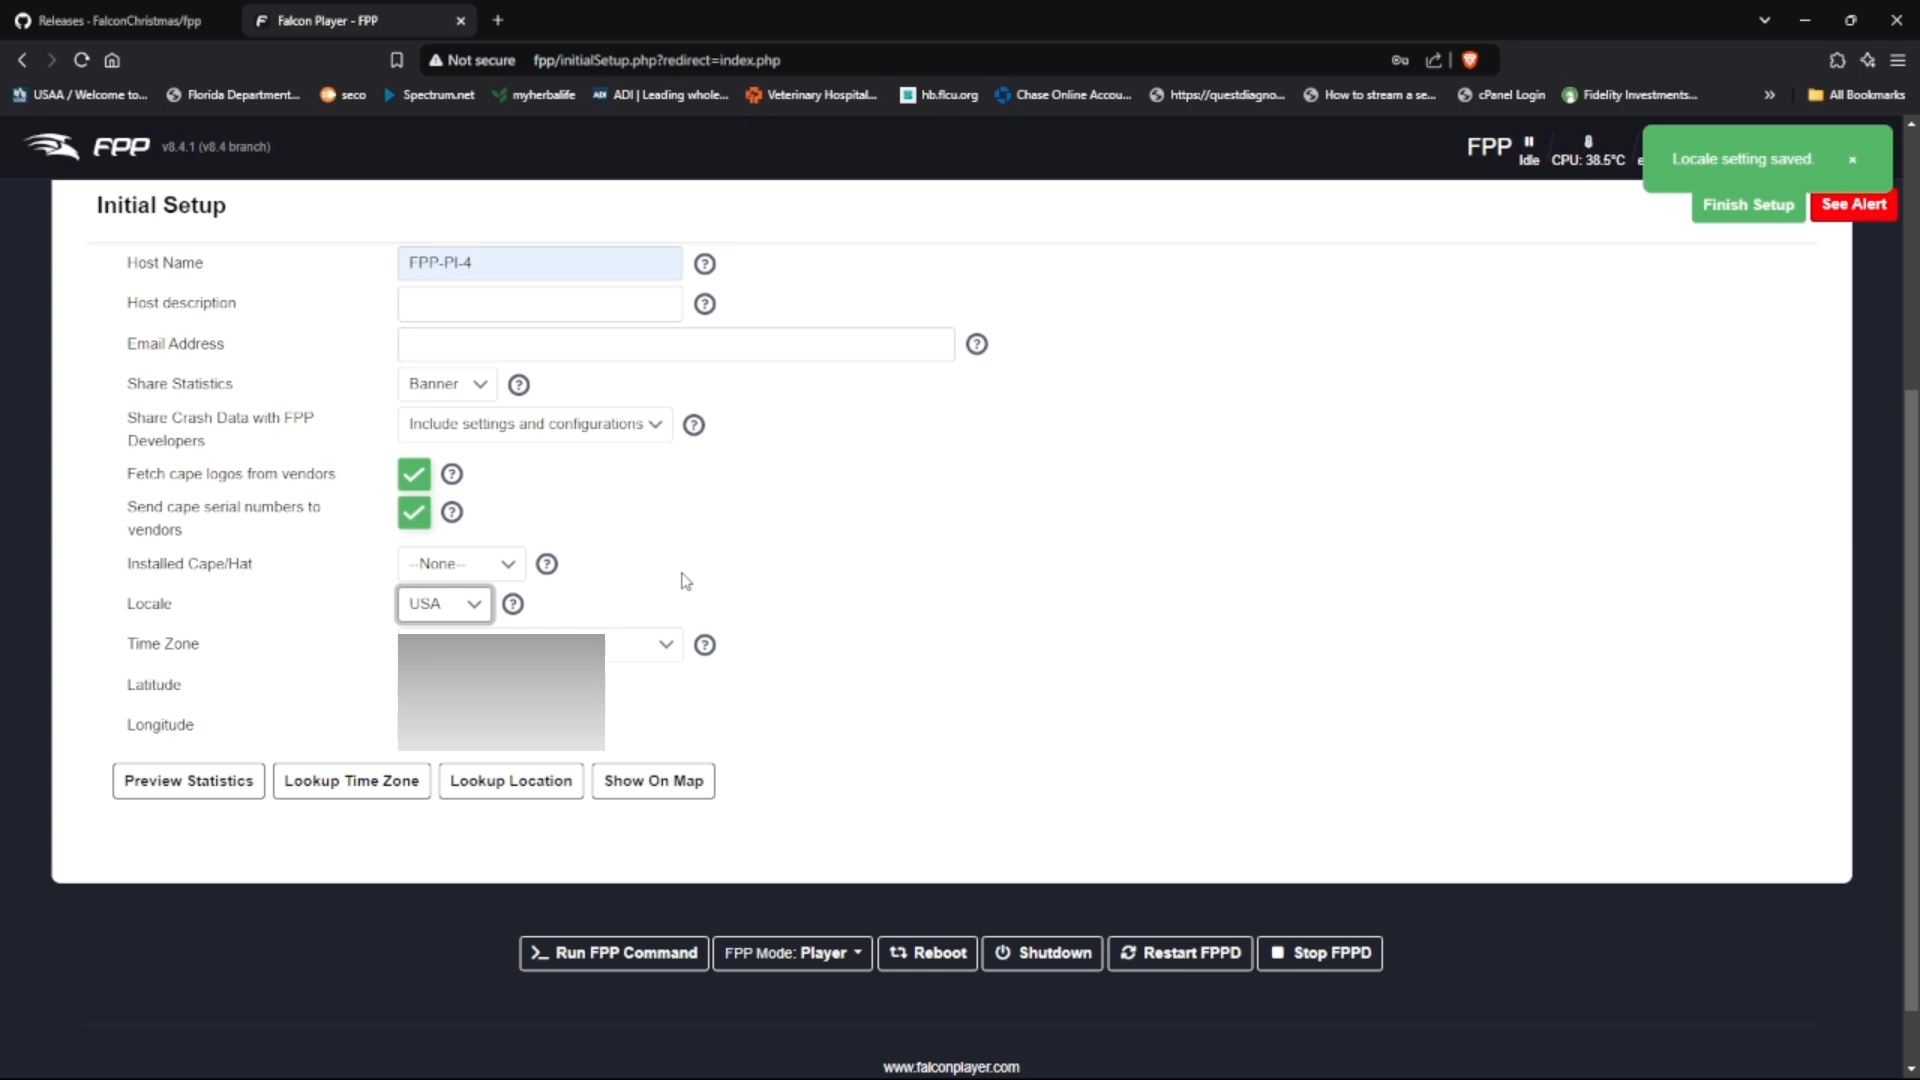 Releases - FalconChristmas/fpp
Falcon Player - FPP
Not secure fpp/initialSetup.php?redirect=index.php
USAA / Welcome to... Florida Department... seco Spectrum.net myherbalife ADI | Leading whole... Veterinary Hospital... hb.flcu.org Chase Online Accou... https://questdiagno... How to stream a se... cPanel Login Fidelity Investments... » All Bookmarks
FPP v8.4.1 (v8.4 branch)
FPP Idle CPU: 38.5°C
Locale setting saved. ×
Initial Setup
Finish Setup See Alert
Host Name FPP-PI-4
Host description
Email Address
Share Statistics Banner
Share Crash Data with FPP
Developers
Include settings and configurations
Fetch cape logos from vendors
Send cape serial numbers to
vendors
Installed Cape/Hat --None--
Locale USA
Time Zone
Latitude
Longitude
Preview Statistics Lookup Time Zone Lookup Location Show On Map
Run FPP Command FPP Mode: Player Reboot Shutdown Restart FPPD Stop FPPD
www.falconplayer.com